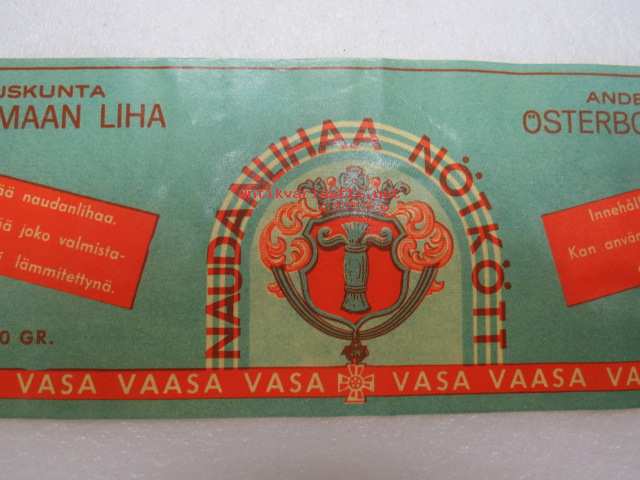 USKUNTA
MAAN LIHA
ää naudanlihaa.
ää joko valmista-
i lämmitettynä.
0 GR.
NAUDANLIHAA NÖTKÖTT
ANDE
ÖSTERBO
Innehåll
Kan använ
VASA VAASA VASA VASA VAASA VA